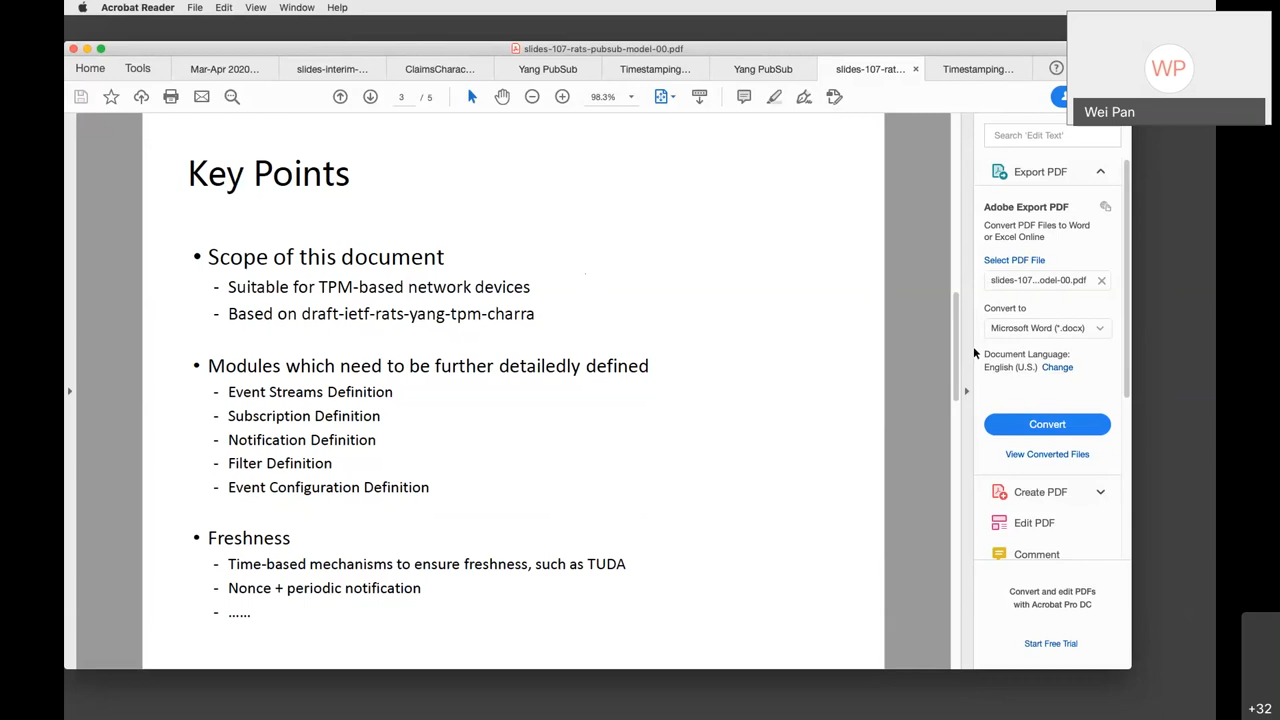 Acrobat Reader File Edit View Window Help
slides-107-rats-pubsub-model-00.pdf
Home Tools Mar-Apr 2020... slides-interim-... ClaimsCharac... Yang PubSub Timestamping... Yang PubSub slides-107-rat... × Timestamping...
3 / 5 98.3%
WP
Wei Pan
Key Points
• Scope of this document
- Suitable for TPM-based network devices
- Based on draft-ietf-rats-yang-tpm-charra
• Modules which need to be further detailedly defined
- Event Streams Definition
- Subscription Definition
- Notification Definition
- Filter Definition
- Event Configuration Definition
• Freshness
- Time-based mechanisms to ensure freshness, such as TUDA
- Nonce + periodic notification
- ......
Search 'Edit Text'
Export PDF
Adobe Export PDF
Convert PDF Files to Word
or Excel Online
Select PDF File
slides-107...odel-00.pdf
Convert to
Microsoft Word (*.docx)
Document Language:
English (U.S.) Change
Convert
View Converted Files
Create PDF
Edit PDF
Comment
Convert and edit PDFs
with Acrobat Pro DC
Start Free Trial
+32